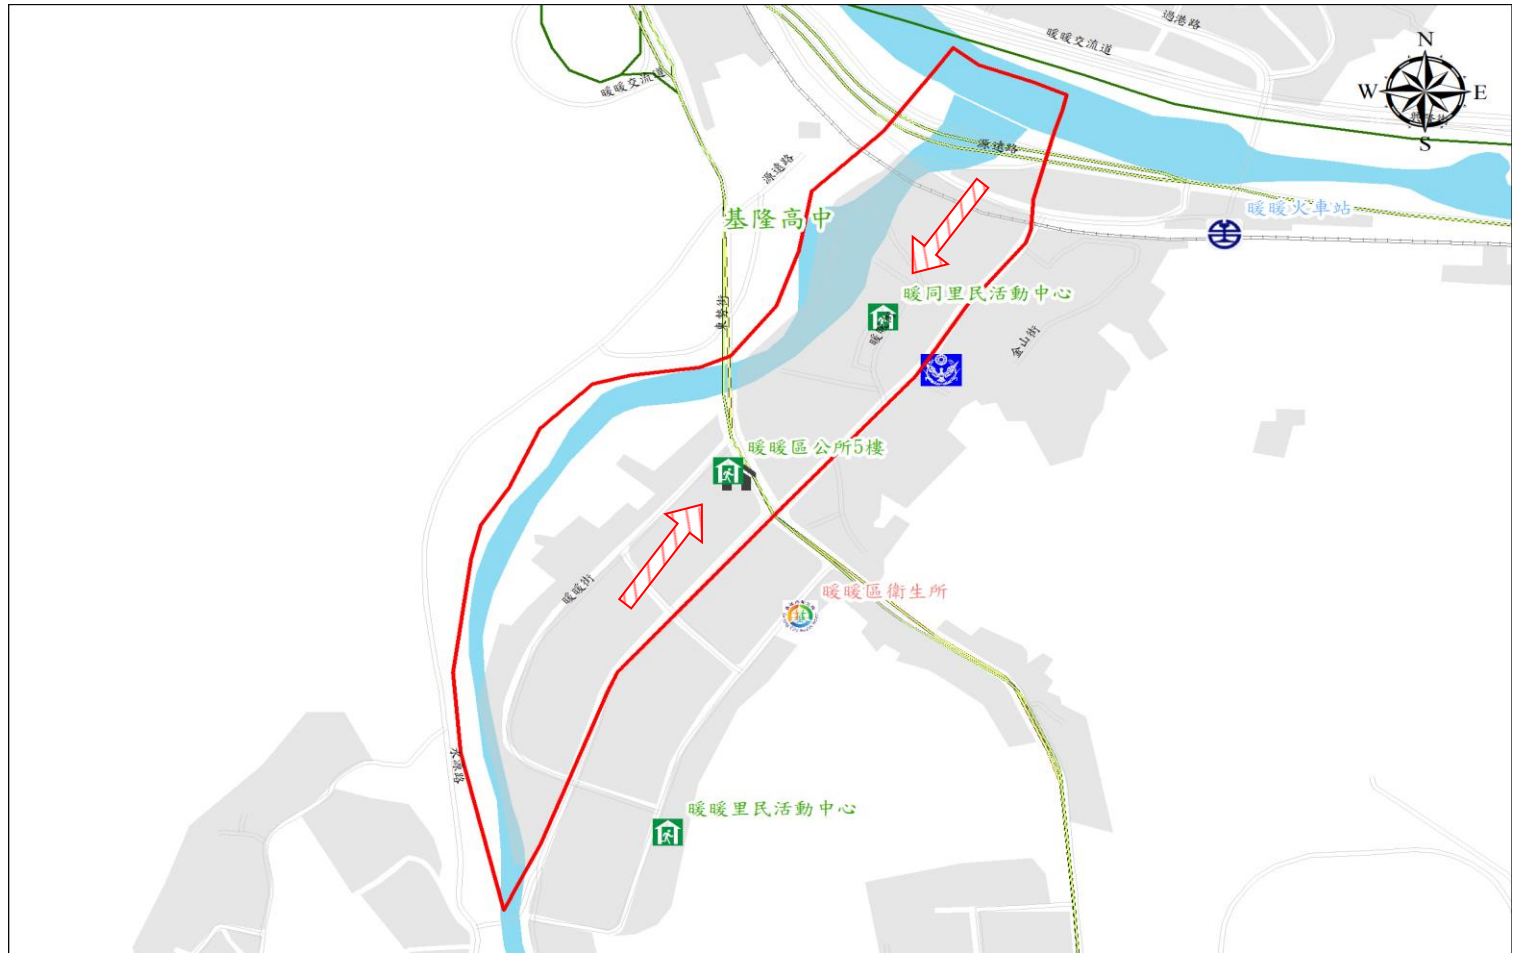 過港路
暖暖交流道
N
W
E
S
暖暖交流道
源遠路
源遠路
基隆高中
暖暖火車站
暖同里民活動中心
東勢街
金山街
暖暖區公所5樓
暖暖街
暖暖區衛生所
水源路
暖暖里民活動中心